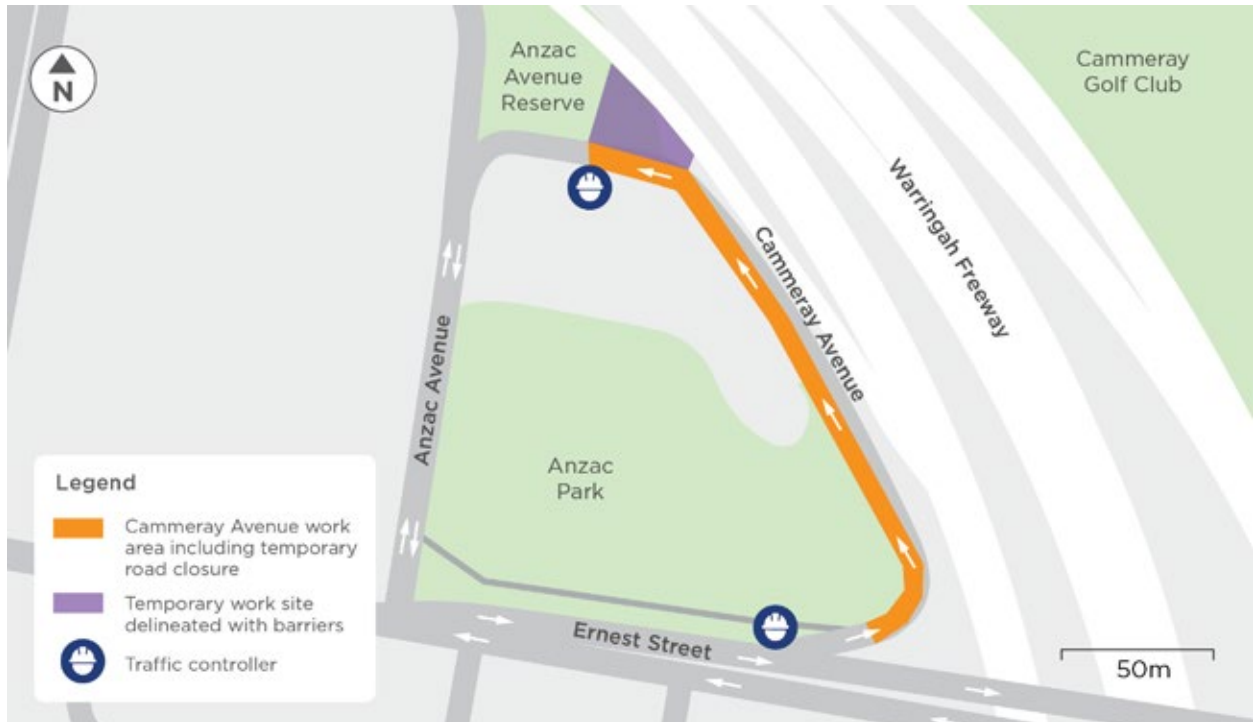 Anzac
Avenue
Reserve
Cammeray
Golf Club
N
Warringah Freeway
Cammeray Avenue
Anzac Avenue
Anzac
Park
Ernest Street
Legend
Cammeray Avenue work
area including temporary
road closure
Temporary work site
delineated with barriers
Traffic controller
50m